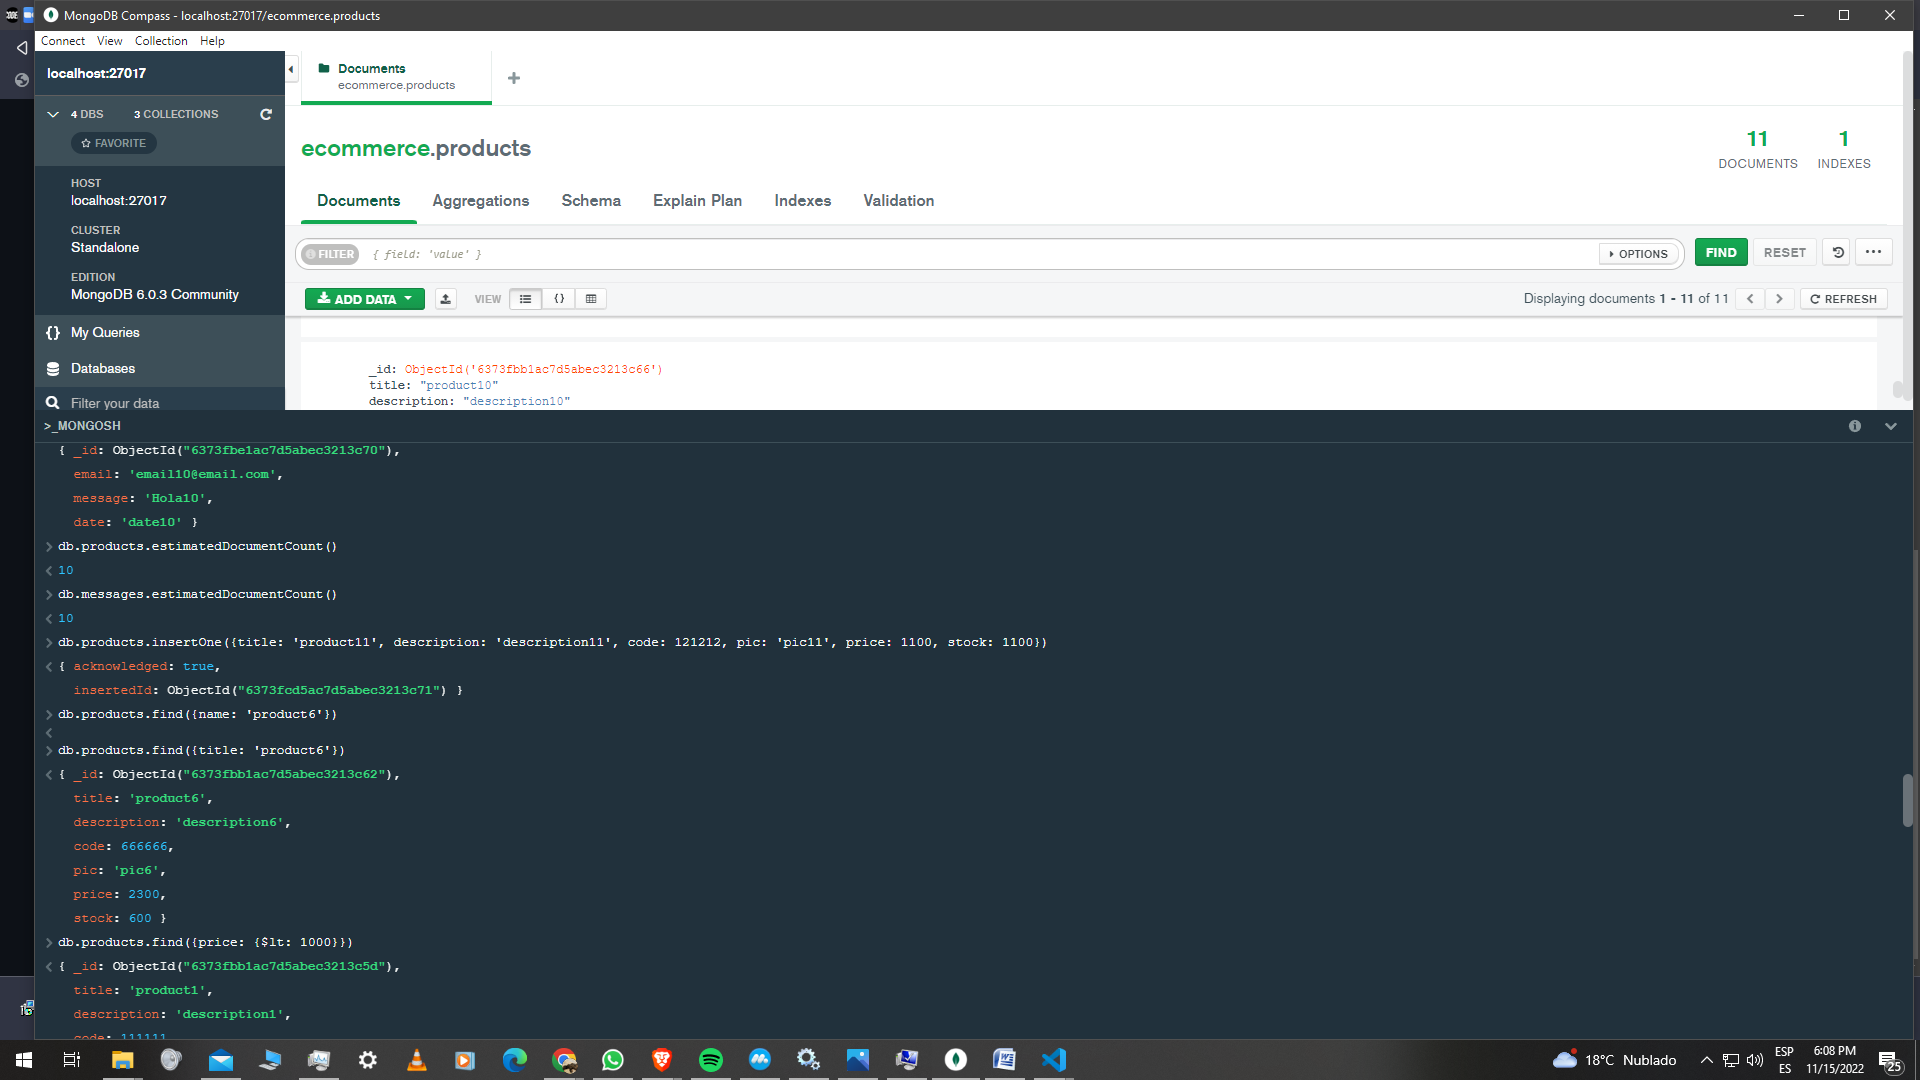 MongoDB Compass - localhost:27017/ecommerce.products
Connect View Collection Help
localhost:27017
4 DBS 3 COLLECTIONS
FAVORITE
HOST
localhost:27017
CLUSTER
Standalone
EDITION
MongoDB 6.0.3 Community
My Queries
Databases
Filter your data
Documents
ecommerce.products
ecommerce.products
11
DOCUMENTS
1
INDEXES
Documents Aggregations Schema Explain Plan Indexes Validation
FILTER { field: 'value' } OPTIONS FIND RESET
ADD DATA VIEW Displaying documents 1 - 11 of 11 REFRESH
_id: ObjectId('6373fbb1ac7d5abec3213c66')
title: "product10"
description: "description10"
>_MONGOSH
{ _id: ObjectId("6373fbe1ac7d5abec3213c70"),
email: 'email10@email.com',
message: 'Hola10',
date: 'date10' }
> db.products.estimatedDocumentCount()
< 10
> db.messages.estimatedDocumentCount()
< 10
> db.products.insertOne({title: 'product11', description: 'description11', code: 121212, pic: 'pic11', price: 1100, stock: 1100})
< { acknowledged: true,
insertedId: ObjectId("6373fcd5ac7d5abec3213c71") }
> db.products.find({name: 'product6'})
<
> db.products.find({title: 'product6'})
< { _id: ObjectId("6373fbb1ac7d5abec3213c62"),
title: 'product6',
description: 'description6',
code: 666666,
pic: 'pic6',
price: 2300,
stock: 600 }
> db.products.find({price: {$lt: 1000}})
< { _id: ObjectId("6373fbb1ac7d5abec3213c5d"),
title: 'product1',
description: 'description1',
code: 111111
18°C Nublado
ESP
ES
6:08 PM
11/15/2022
25